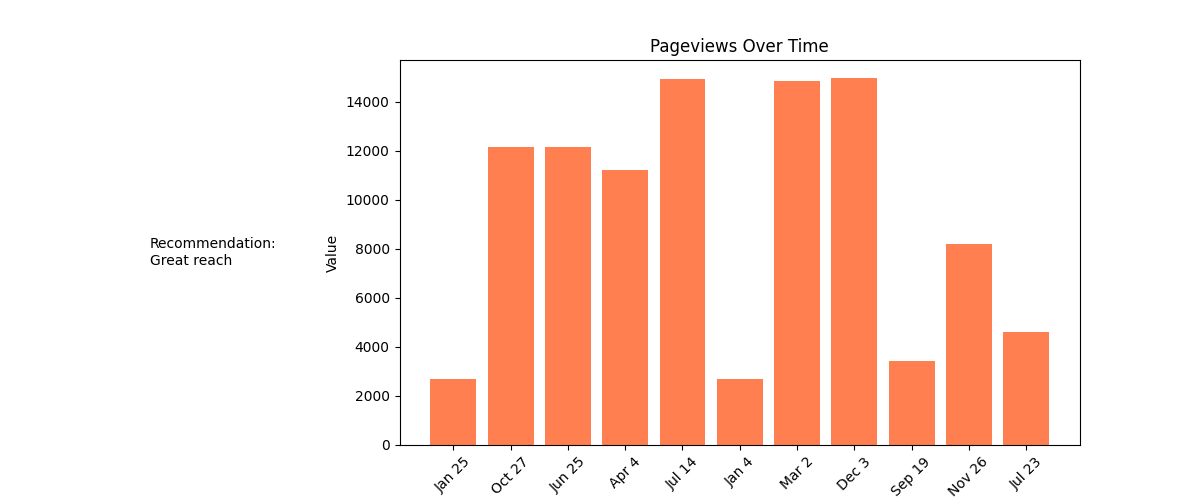 Pageviews Over Time
Recommendation:
Great reach
Value
14000
12000
10000
8000
6000
4000
2000
0
Jan 25
Oct 27
Jun 25
Apr 4
Jul 14
Jan 4
Mar 2
Dec 3
Sep 19
Nov 26
Jul 23